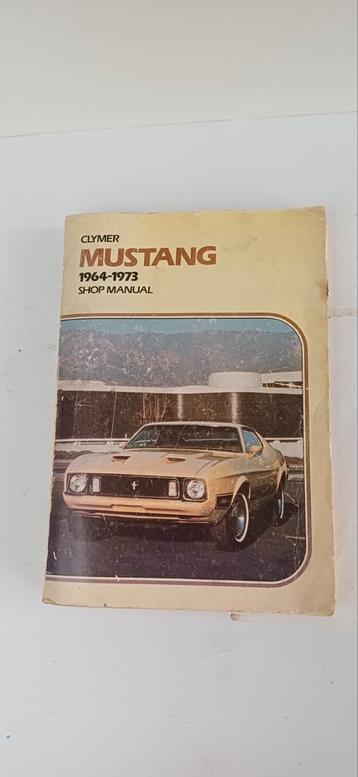 CLYMER
MUSTANG
1964-1973
SHOP MANUAL